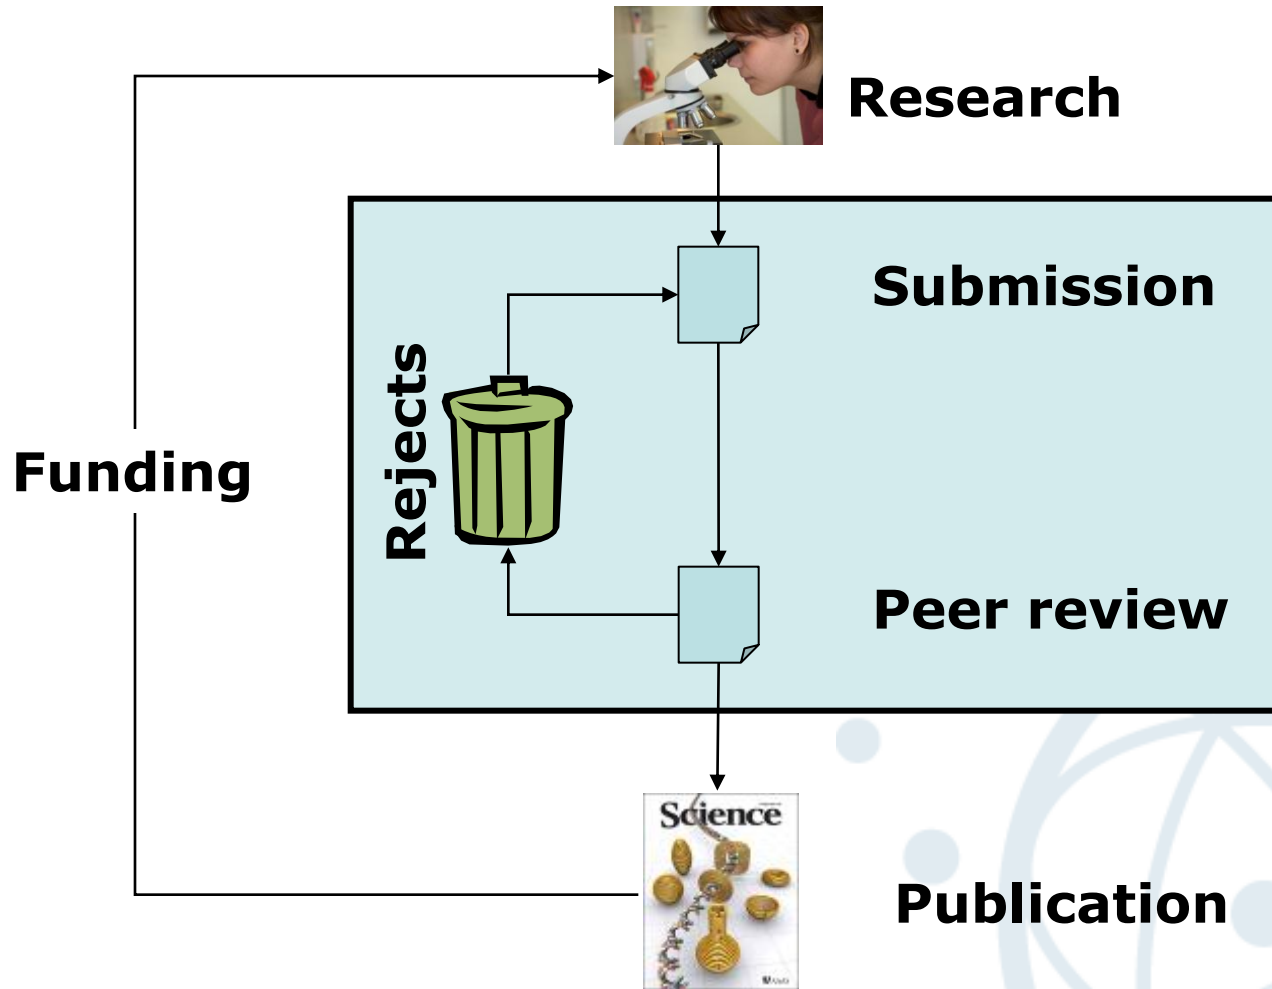 Research
Submission
Rejects
Funding
Peer review
Science
Publication